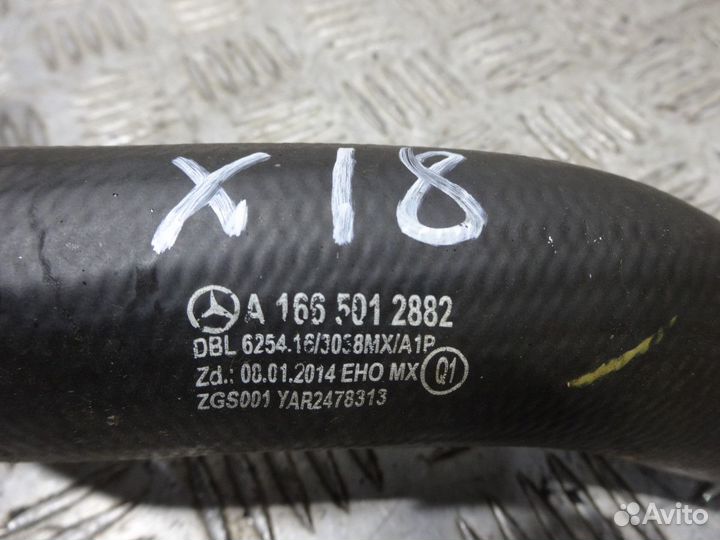 X18
A 166 501 2882
DBL 6254.16/3038MX/A1P
Zd.: 08.01.2014 EHO MX Q1
ZGS001 YAR2478313
Avito